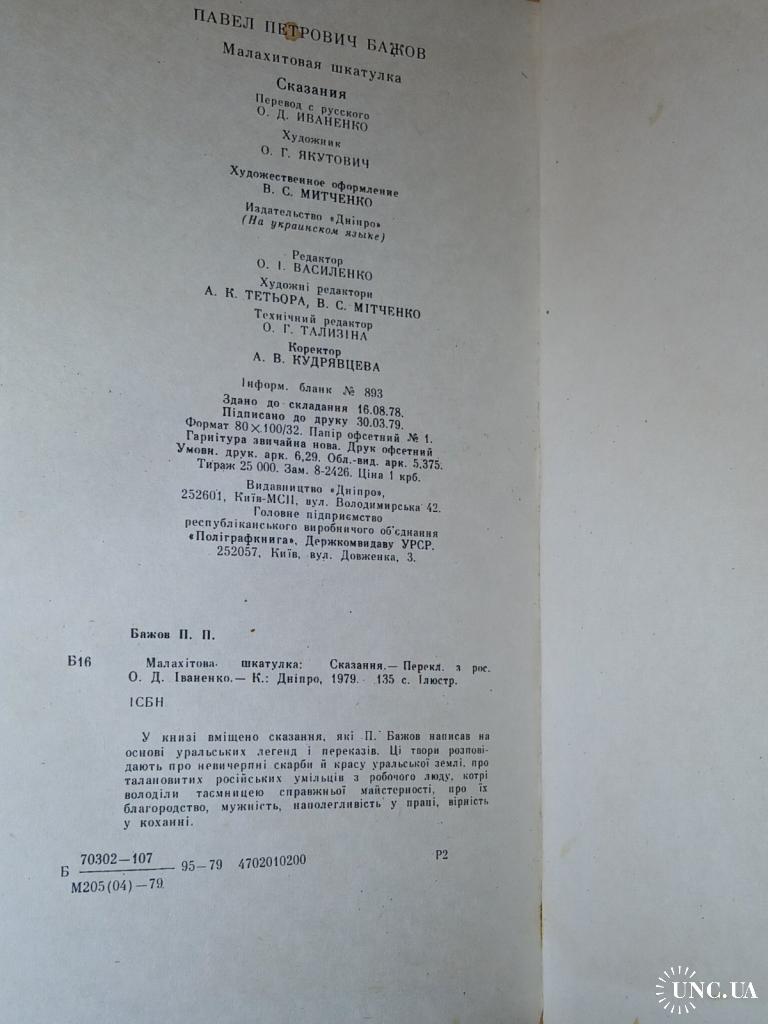 ПАВЕЛ ПЕТРОВИЧ БАЖОВ
Малахитовая шкатулка
Сказания
Перевод с русского
О. Д. ИВАНЕНКО
Художник
О. Г. ЯКУТОВИЧ
Художественное оформление
В. С. МИТЧЕНКО
Издательство «Дніпро»
(На украинском языке)
Редактор
О. І. ВАСИЛЕНКО
Художні редактори
А. К. ТЕТЬОРА, В. С. МІТЧЕНКО
Технічний редактор
О. Г. ТАЛИЗІНА
Коректор
А. В. КУДРЯВЦЕВА
Інформ. бланк № 893
Здано до складання 16.08.78.
Підписано до друку 30.03.79.
Формат 80×100/32. Папір офсетний № 1.
Гарнітура звичайна нова. Друк офсетний
Умовн. друк. арк. 6,29. Обл.-вид. арк. 5,375.
Тираж 25 000. Зам. 8-2426. Ціна 1 крб.
Видавництво «Дніпро»,
252601, Київ-МСП, вул. Володимирська 42.
Головне підприємство
республіканського виробничого об'єднання
«Поліграфкнига», Держкомвидаву УРСР.
252057, Київ, вул. Довженка, 3.
Бажов П. П.
Б16 Малахітова шкатулка: Сказання.— Перекл. з рос.
О. Д. Іваненко.— К.: Дніпро, 1979. 135 с. Ілюстр.
ІСБН
У книзі вміщено сказання, які П. Бажов написав на
основі уральських легенд і переказів. Ці твори розпові-
дають про невичерпні скарби й красу уральської землі, про
талановитих російських умільців з робочого люду, котрі
володіли таємницею справжньої майстерності, про їх
благородство, мужність, наполегливість у праці, вірність
у коханні.
Б 70302—107 95—79 4702010200 Р2
М205(04)—79
UNC.UA